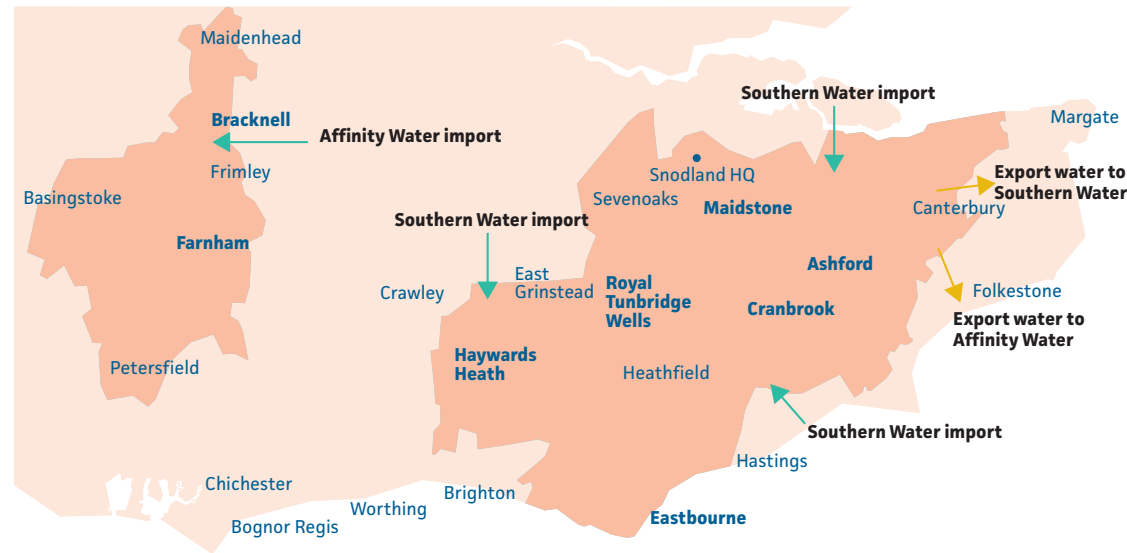 Maidenhead
Bracknell
Affinity Water import
Frimley
Basingstoke
Farnham
Petersfield
Southern Water import
Crawley
East
Grinstead
Haywards
Heath
Southern Water import
Margate
Snodland HQ
Sevenoaks
Maidstone
Export water to
Southern Water
Canterbury
Ashford
Royal
Tunbridge
Wells
Cranbrook
Folkestone
Export water to
Affinity Water
Heathfield
Southern Water import
Hastings
Chichester
Bognor Regis
Worthing
Brighton
Eastbourne